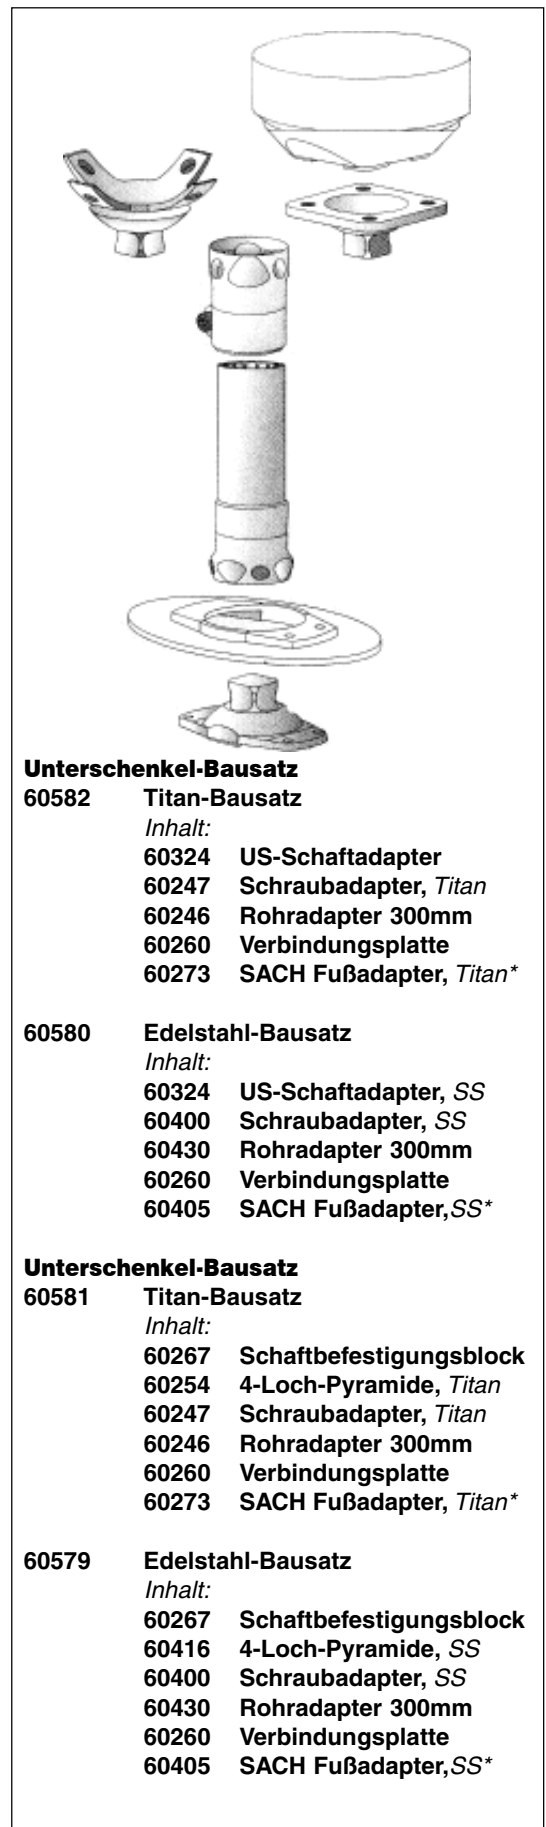 Unterschenkel-Bausatz
60582 Titan-Bausatz
Inhalt:
60324 US-Schaftadapter
60247 Schraubadapter, Titan
60246 Rohradapter 300mm
60260 Verbindungsplatte
60273 SACH Fußadapter, Titan*
60580 Edelstahl-Bausatz
Inhalt:
60324 US-Schaftadapter, SS
60400 Schraubadapter, SS
60430 Rohradapter 300mm
60260 Verbindungsplatte
60405 SACH Fußadapter,SS*
Unterschenkel-Bausatz
60581 Titan-Bausatz
Inhalt:
60267 Schaftbefestigungsblock
60254 4-Loch-Pyramide, Titan
60247 Schraubadapter, Titan
60246 Rohradapter 300mm
60260 Verbindungsplatte
60273 SACH Fußadapter, Titan*
60579 Edelstahl-Bausatz
Inhalt:
60267 Schaftbefestigungsblock
60416 4-Loch-Pyramide, SS
60400 Schraubadapter, SS
60430 Rohradapter 300mm
60260 Verbindungsplatte
60405 SACH Fußadapter,SS*